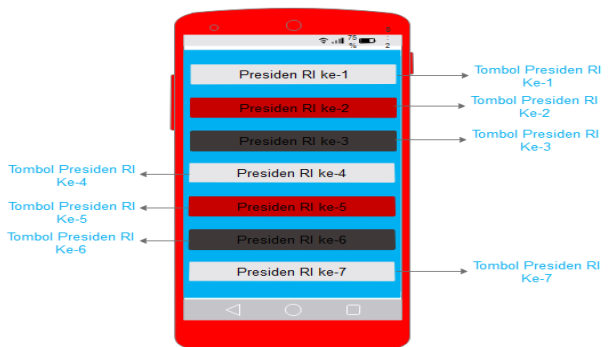 75
%
Presiden RI ke-1
Tombol Presiden RI
Ke-1
Presiden RI ke-2
Tombol Presiden RI
Ke-2
Presiden RI ke-3
Tombol Presiden RI
Ke-3
Presiden RI ke-4
Tombol Presiden RI
Ke-4
Presiden RI ke-5
Tombol Presiden RI
Ke-5
Presiden RI ke-6
Tombol Presiden RI
Ke-6
Presiden RI ke-7
Tombol Presiden RI
Ke-7